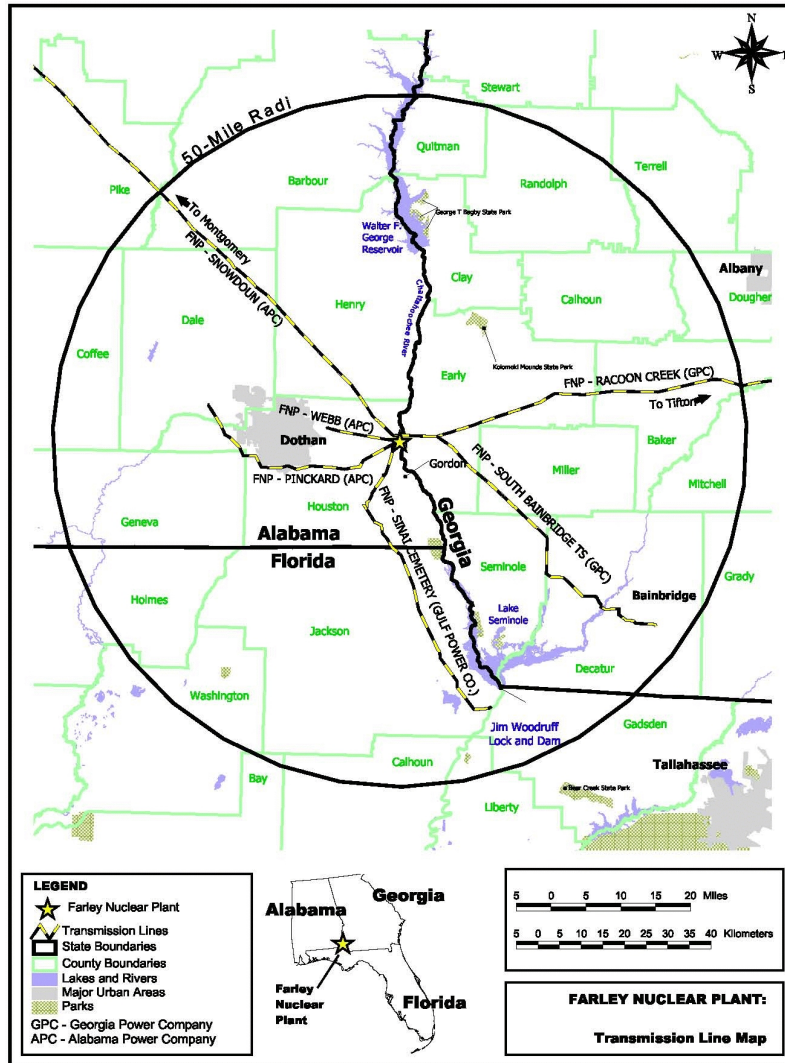 N
W
S
Stewart
50-Mile Radi
Quitman
Terrell
Randolph
Pike
Barbour
To Montgomery
George T Bagby State Park
Walter F.
George
Reservoir
FNP - SNOWDOUN (APC)
Clay
Albany
Chattahoochee River
Calhoun
Dougher
Henry
Dale
Coffee
Kolomoki Mounds State Park
Early
FNP - RACOON CREEK (GPC)
To Tifton
FNP - WEBB (APC)
Dothan
Baker
Gordon
Miller
FNP - PINCKARD (APC)
Mitchell
Houston
FNP - SOUTH BAINBRIDGE TS (GPC)
Geneva
Georgia
Alabama
Florida
FNP - SINAI CEMETERY (GULF POWER CO.)
Seminole
Grady
Holmes
Bainbridge
Lake
Seminole
Jackson
Decatur
Washington
Jim Woodruff
Lock and Dam
Gadsden
Calhoun
Tallahassee
Bay
Bear Creek State Park
Liberty
LEGEND
Farley Nuclear Plant
Transmission Lines
State Boundaries
County Boundaries
Lakes and Rivers
Major Urban Areas
Parks
GPC - Georgia Power Company
APC - Alabama Power Company
Georgia
Alabama
Farley
Nuclear
Plant
Florida
5 0 5 10 15 20 Miles
5 0 5 10 15 20 25 30 35 40 Kilometers
FARLEY NUCLEAR PLANT:
Transmission Line Map